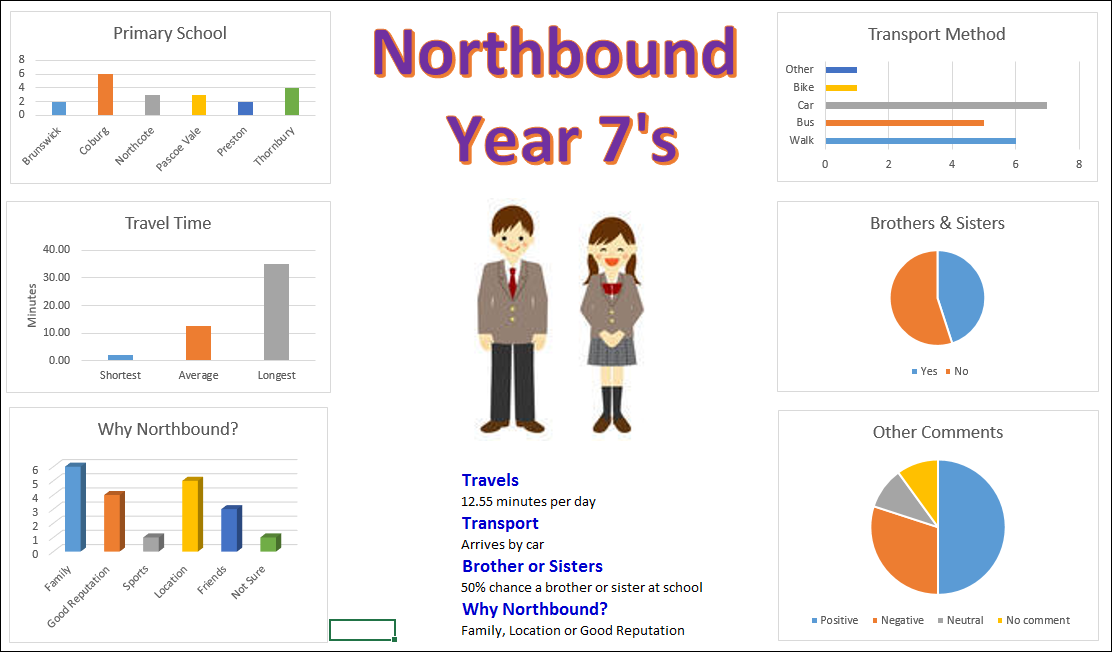 Northbound
Year 7's
Primary School
8
6
4
2
0
Brunswick
Coburg
Northcote
Pascoe Vale
Preston
Thornbury
Travel Time
Minutes
40.00
30.00
20.00
10.00
0.00
Shortest Average Longest
Why Northbound?
6
5
4
3
2
1
0
Family
Good Reputation
Sports
Location
Friends
Not Sure
Travels
12.55 minutes per day
Transport
Arrives by car
Brother or Sisters
50% chance a brother or sister at school
Why Northbound?
Family, Location or Good Reputation
Transport Method
Other
Bike
Car
Bus
Walk
0 2 4 6 8
Brothers & Sisters
Yes No
Other Comments
Positive Negative Neutral No comment